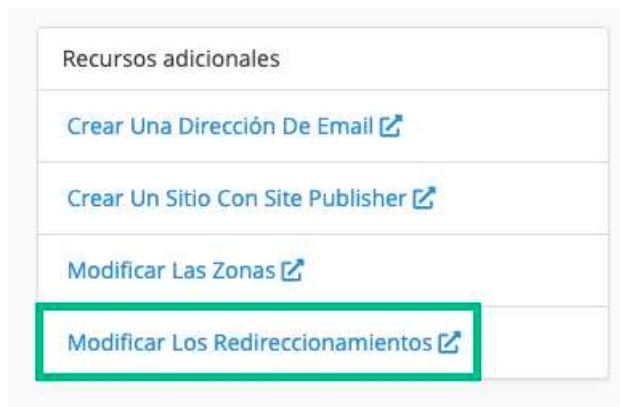 Recursos adicionales
Crear Una Dirección De Email
Crear Un Sitio Con Site Publisher
Modificar Las Zonas
Modificar Los Redireccionamientos